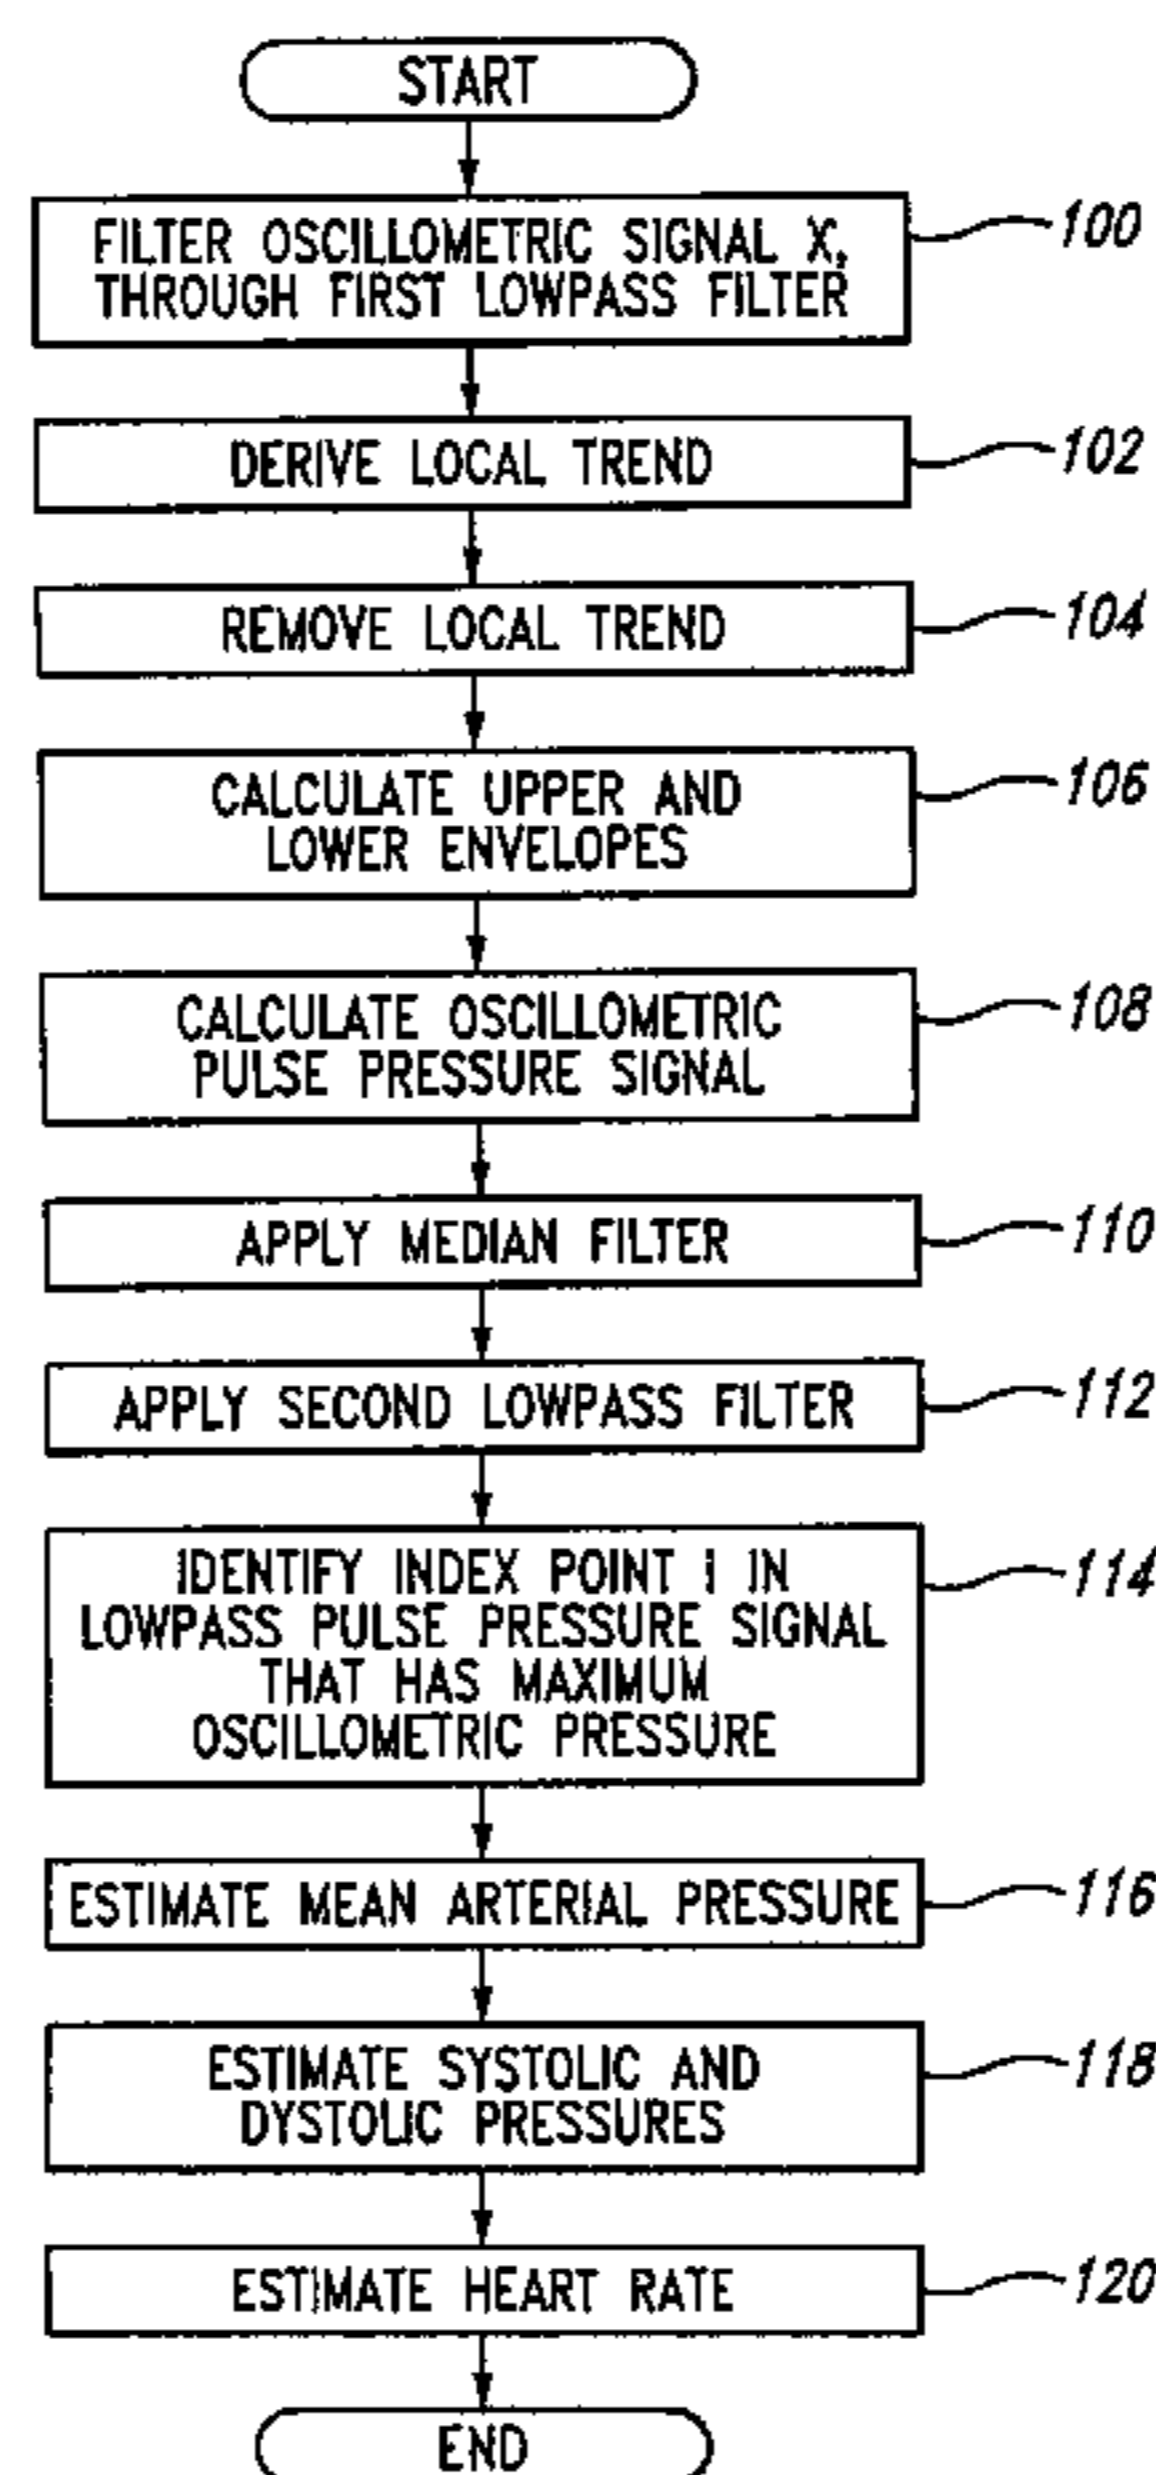 START
FILTER OSCILLOMETRIC SIGNAL X,
THROUGH FIRST LOWPASS FILTER
100
DERIVE LOCAL TREND
102
REMOVE LOCAL TREND
104
CALCULATE UPPER AND
LOWER ENVELOPES
106
CALCULATE OSCILLOMETRIC
PULSE PRESSURE SIGNAL
108
APPLY MEDIAN FILTER
110
APPLY SECOND LOWPASS FILTER
112
IDENTIFY INDEX POINT i IN
LOWPASS PULSE PRESSURE SIGNAL
THAT HAS MAXIMUM
OSCILLOMETRIC PRESSURE
114
ESTIMATE MEAN ARTERIAL PRESSURE
116
ESTIMATE SYSTOLIC AND
DYSTOLIC PRESSURES
118
ESTIMATE HEART RATE
120
END